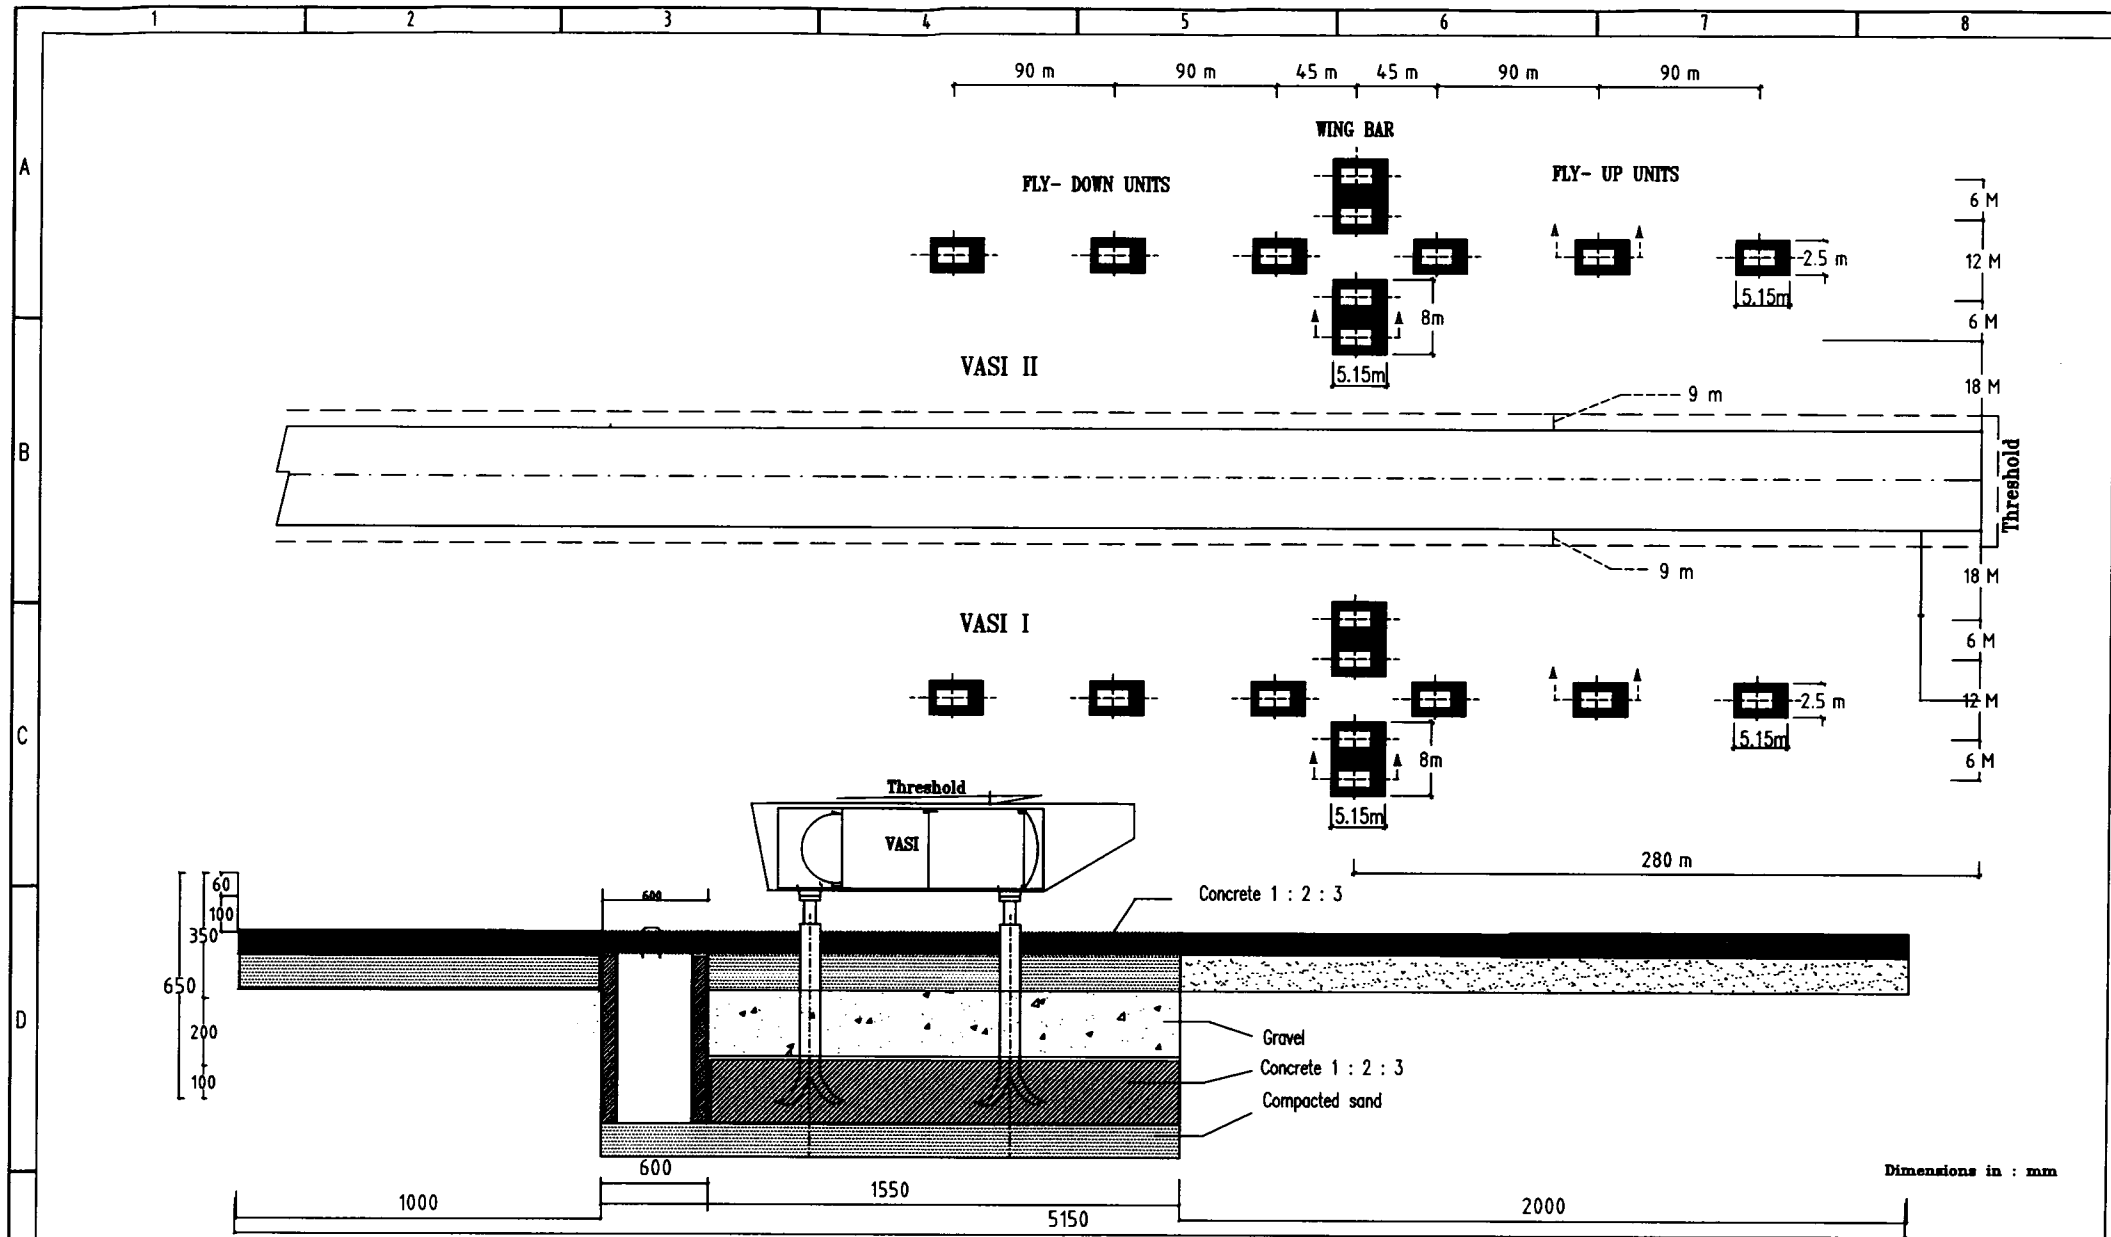 1 2 3 4 5 6 7 8
90 m 90 m 45 m 45 m 90 m 90 m
WING BAR
A
FLY- DOWN UNITS
FLY- UP UNITS
6 M
12 M
2.5 m
5.15m
8m
6 M
VASI II
5.15m
18 M
9 m
B
Threshold
9 m
18 M
VASI I
6 M
12 M
2.5 m
C
5.15m
8m
6 M
Threshold
5.15m
VASI
280 m
60
600
Concrete 1 : 2 : 3
100
350
650
D
200
Gravel
Concrete 1 : 2 : 3
100
Compacted sand
600
Dimensions in : mm
1000
1550
2000
5150